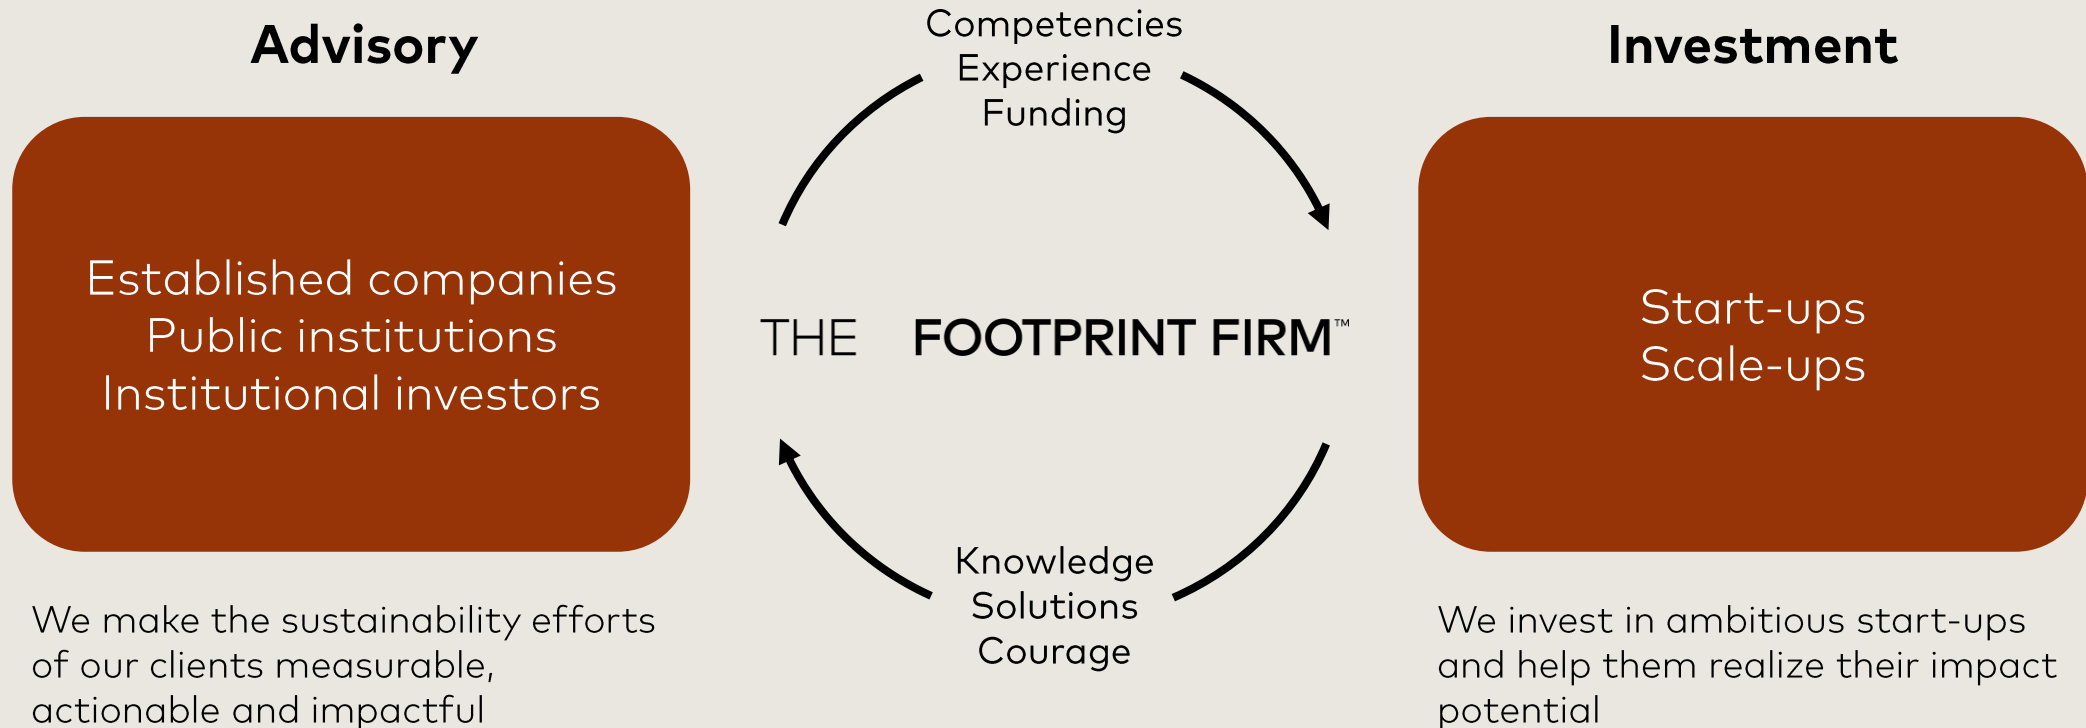 Advisory
Established companies
Public institutions
Institutional investors
We make the sustainability efforts
of our clients measurable,
actionable and impactful
Competencies
Experience
Funding
THE FOOTPRINT FIRM™
Knowledge
Solutions
Courage
Investment
Start-ups
Scale-ups
We invest in ambitious start-ups
and help them realize their impact
potential